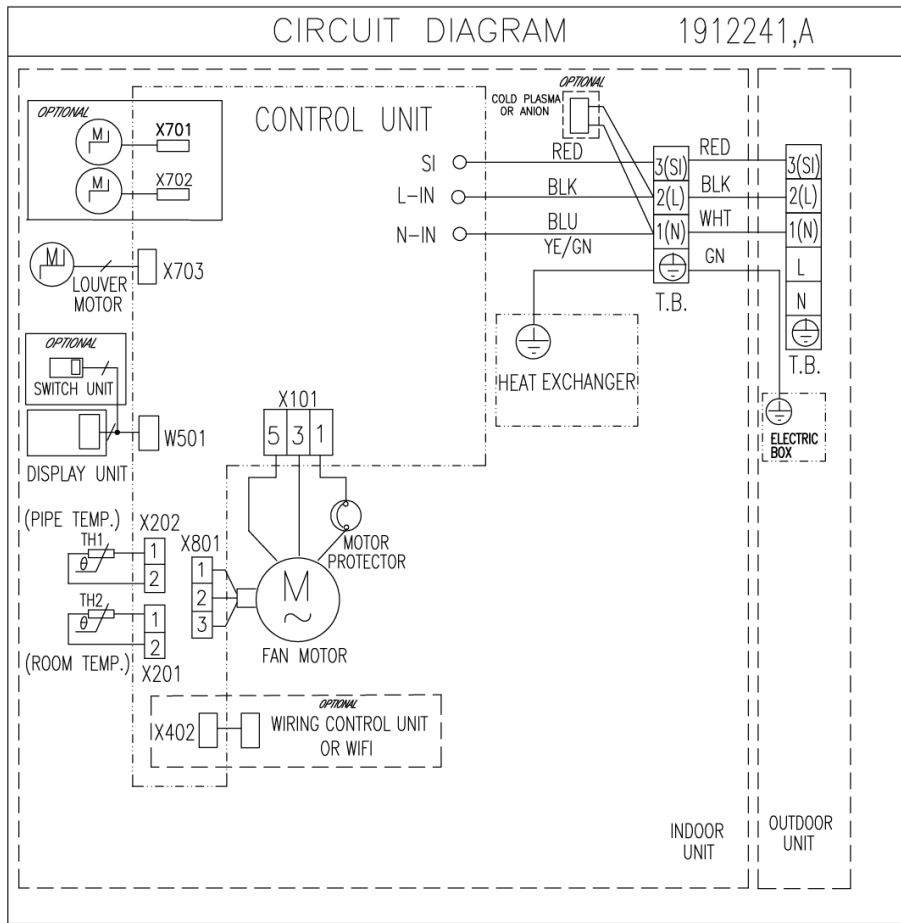 CIRCUIT DIAGRAM 1912241,A
OPTIONAL
M X701
M X702
CONTROL UNIT
OPTIONAL
COLD PLASMA
OR ANION
SI RED 3(SI) RED 3(SI)
L-IN BLK 2(L) BLK 2(L)
N-IN BLU 1(N) WHT 1(N)
YE/GN GN L
T.B. N
T.B.
M X703
LOUVER
MOTOR
OPTIONAL
SWITCH UNIT
W501
DISPLAY UNIT
X101
5 3 1
HEAT EXCHANGER
ELECTRIC
BOX
MOTOR
PROTECTOR
(PIPE TEMP.) X202
TH1 1
θ 2
TH2 1
θ 2
(ROOM TEMP.) X201
X801
1
2
3
M
~
FAN MOTOR
OPTIONAL
X402 WIRING CONTROL UNIT
OR WIFI
INDOOR
UNIT
OUTDOOR
UNIT